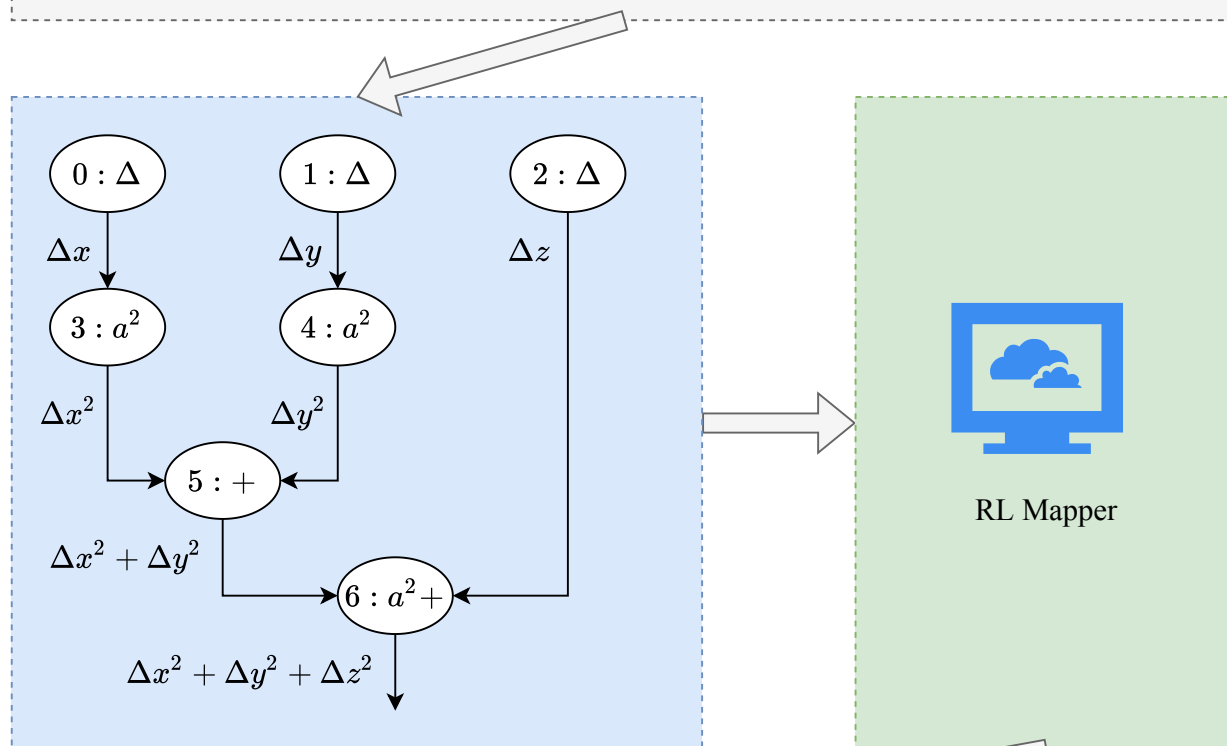 0 : Δ
1 : Δ
2 : Δ
Δx
Δy
Δz
3 : a²
4 : a²
Δx²
Δy²
5 : +
Δx² + Δy²
6 : a²+
Δx² + Δy² + Δz²
RL Mapper